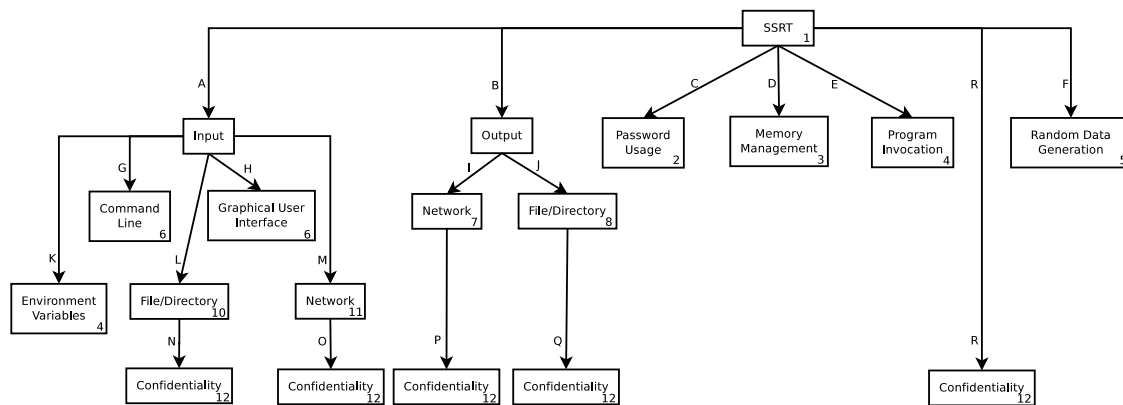 SSRT
1
A
B
C
D
E
R
F
Input
Output
Password
Usage
2
Memory
Management
3
Program
Invocation
4
Random Data
Generation
5
G
H
I
J
Command
Line
6
Graphical User
Interface
6
Network
7
File/Directory
8
K
L
M
Environment
Variables
4
File/Directory
10
Network
11
N
O
P
Q
R
Confidentiality
12
Confidentiality
12
Confidentiality
12
Confidentiality
12
Confidentiality
12